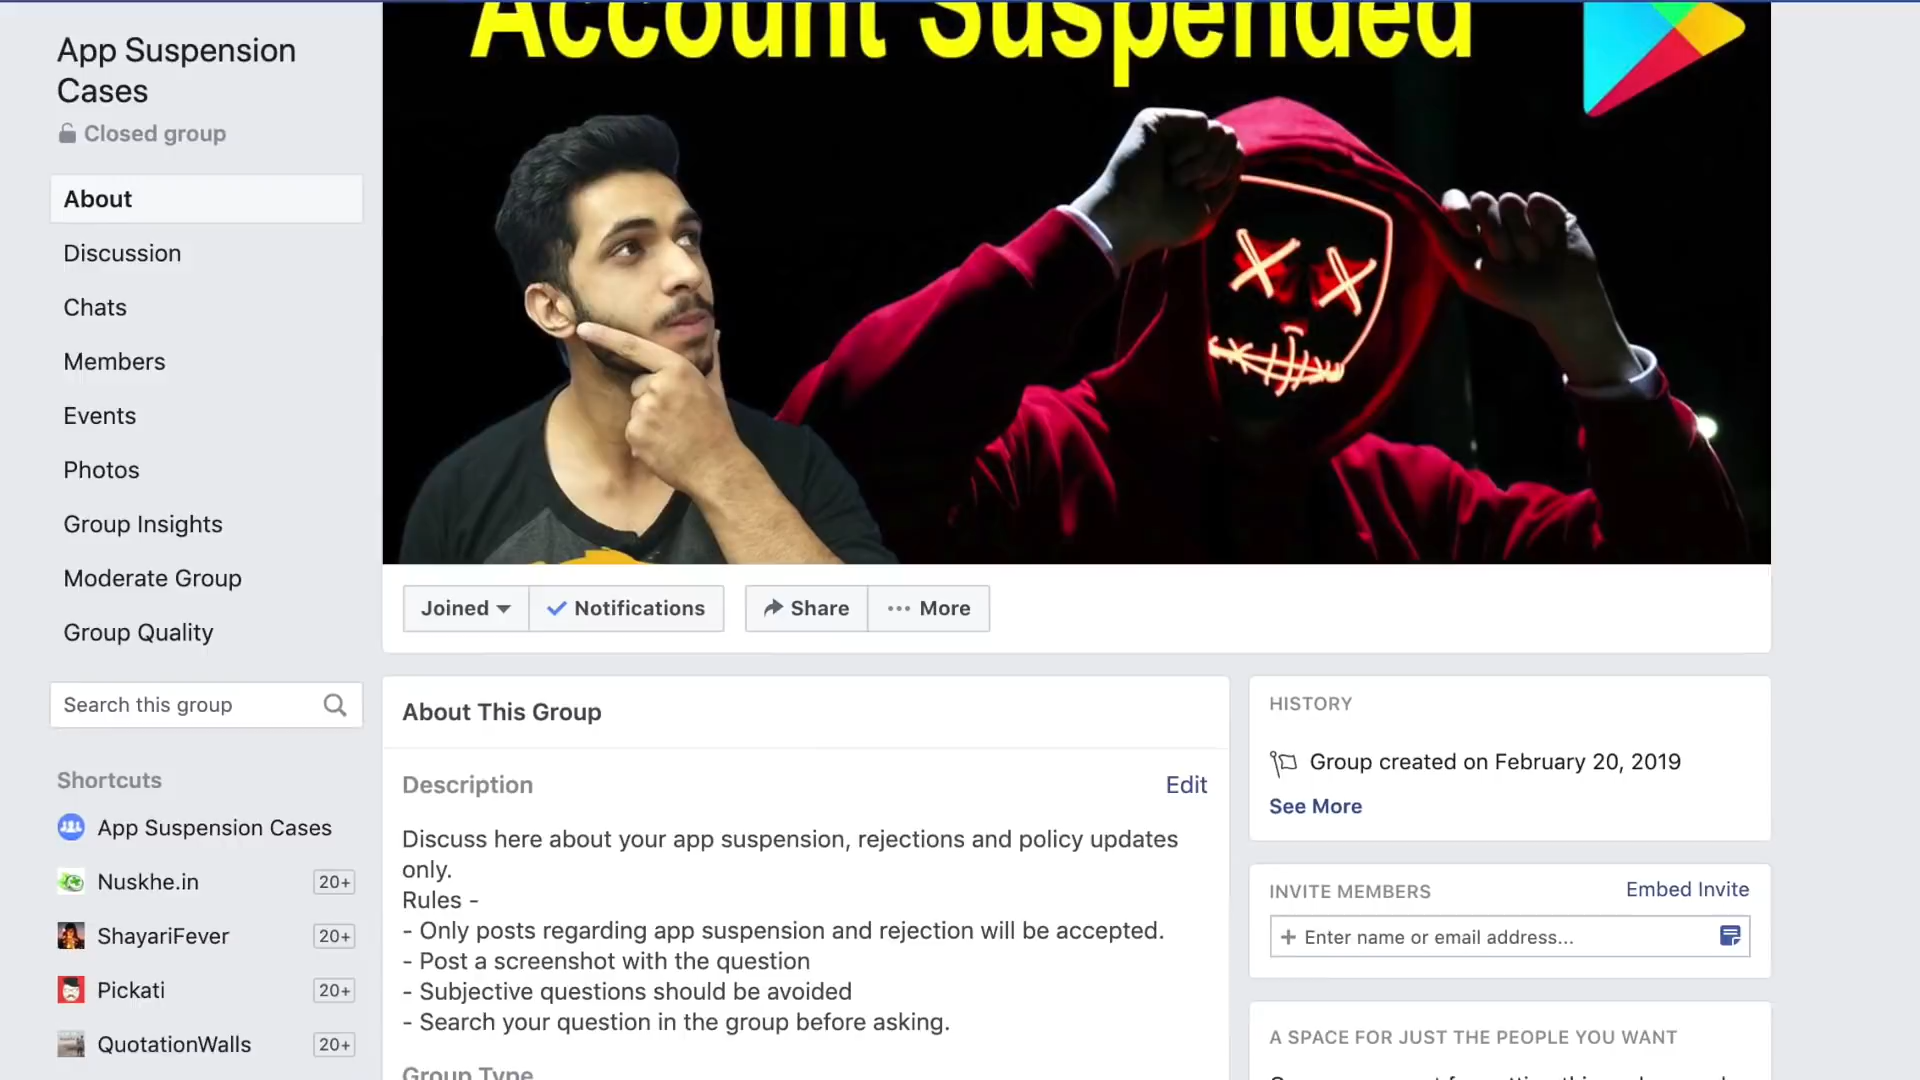 Account Suspended
App Suspension
Cases
Closed group
About
Discussion
Chats
Members
Events
Photos
Group Insights
Moderate Group
Group Quality
Search this group
Shortcuts
App Suspension Cases
Nuskhe.in 20+
ShayariFever 20+
Pickati 20+
QuotationWalls 20+
Joined
Notifications
Share
More
About This Group
Description Edit
Discuss here about your app suspension, rejections and policy updates
only.
Rules -
- Only posts regarding app suspension and rejection will be accepted.
- Post a screenshot with the question
- Subjective questions should be avoided
- Search your question in the group before asking.
Group Type
HISTORY
Group created on February 20, 2019
See More
INVITE MEMBERS Embed Invite
+ Enter name or email address...
A SPACE FOR JUST THE PEOPLE YOU WANT